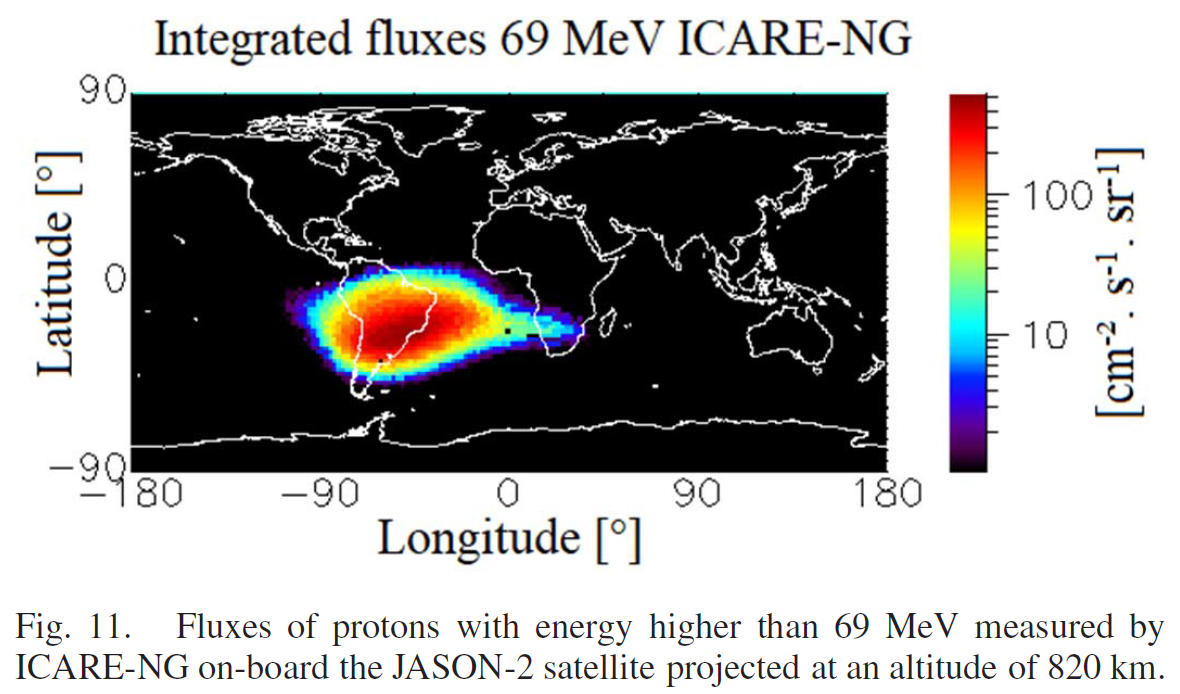 Integrated fluxes 69 MeV ICARE-NG
90
0
−90
Latitude [°]
−180 −90 0 90 180
Longitude [°]
100
10
[cm⁻² . s⁻¹ . sr⁻¹]
Fig. 11. Fluxes of protons with energy higher than 69 MeV measured by
ICARE-NG on-board the JASON-2 satellite projected at an altitude of 820 km.